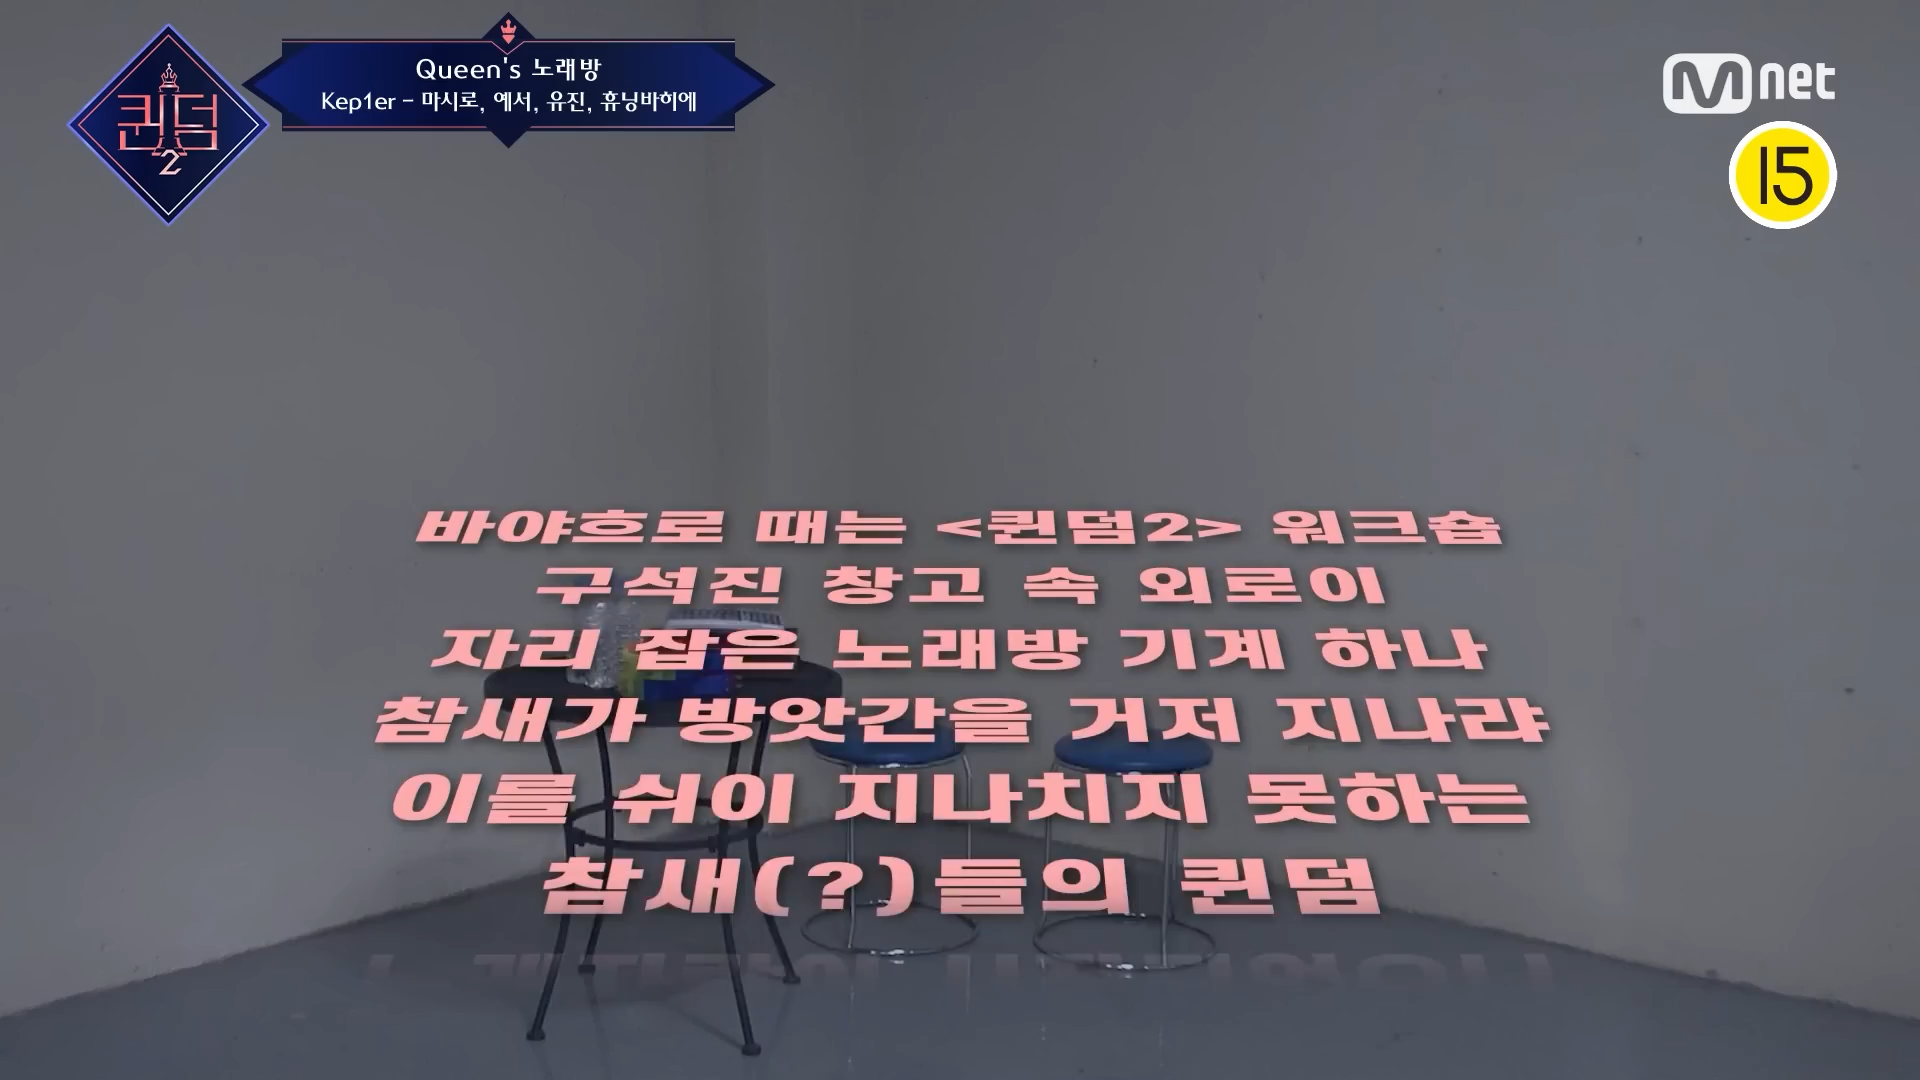 퀸덤
2
Queen's 노래방
Kep1er - 마시로, 예서, 유진, 휴닝바히에
Mnet
15
바야흐로 때는 <퀸덤2> 워크숍
구석진 창고 속 외로이
자리 잡은 노래방 기계 하나
참새가 방앗간을 거저 지나랴
이를 쉬이 지나치지 못하는
참새(?)들의 퀸덤